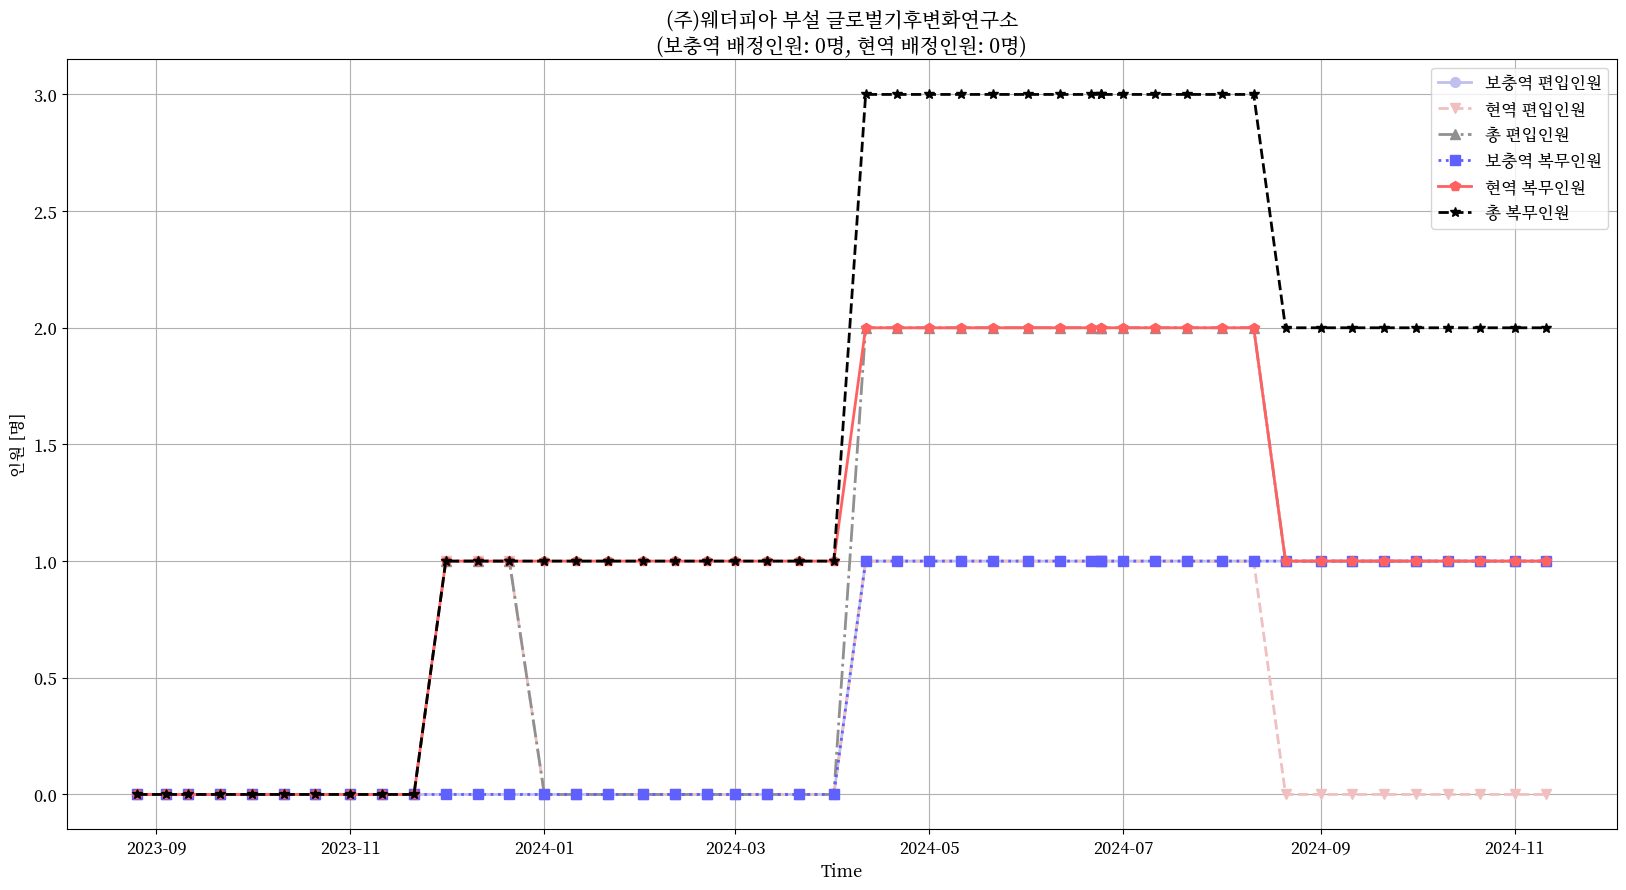 (주)웨더피아 부설 글로벌기후변화연구소
(보충역 배정인원: 0명, 현역 배정인원: 0명)
보충역 편입인원
현역 편입인원
총 편입인원
보충역 복무인원
현역 복무인원
총 복무인원
인원 [명]
3.0
2.5
2.0
1.5
1.0
0.5
0.0
2023-09 2023-11 2024-01 2024-03 2024-05 2024-07 2024-09 2024-11
Time